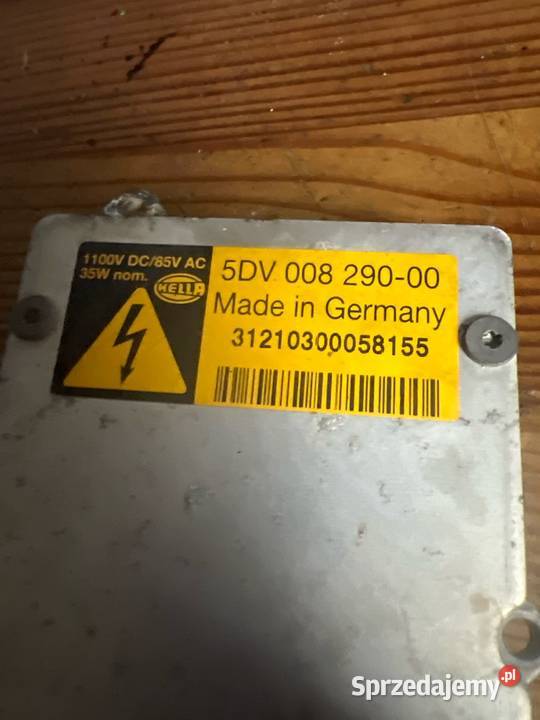 1100V DC/85V AC
35W nom.
HELLA
5DV 008 290-00
Made in Germany
31210300058155
Sprzedajemy.pl